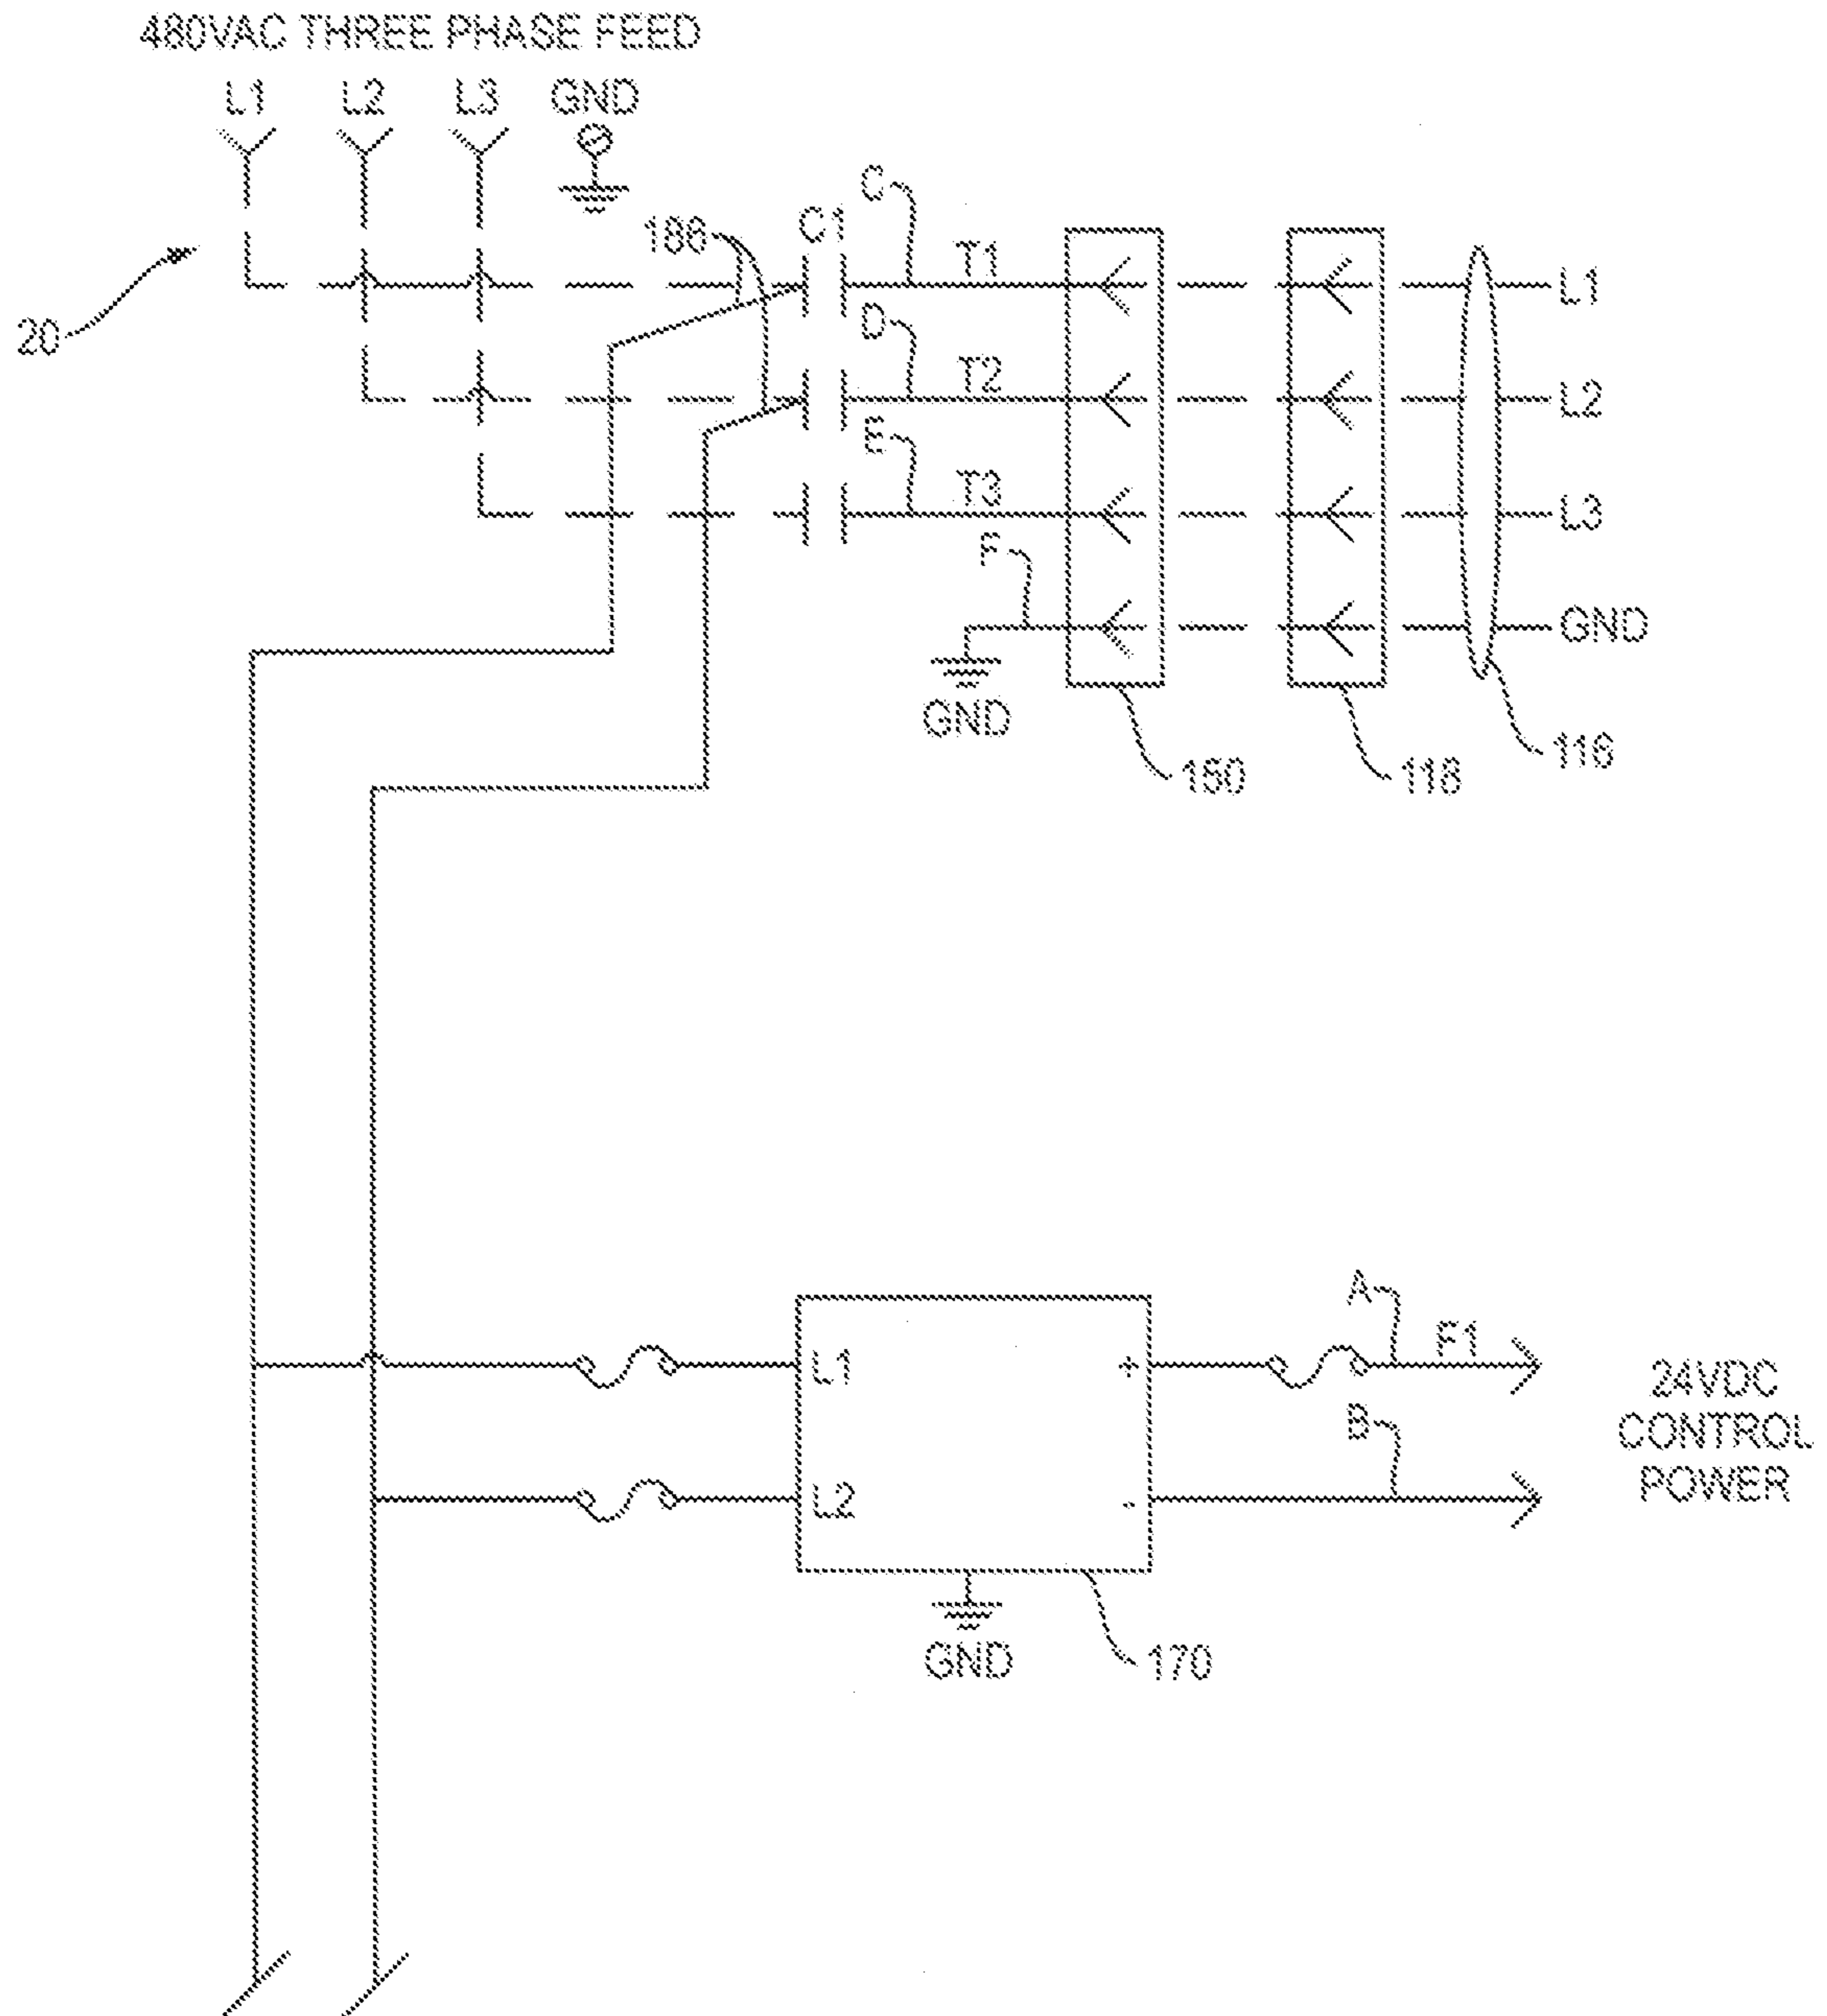 480VAC THREE PHASE FEED
L1 L2 L3 GND
20
186
C1
C
T1
L1
D
T2
L2
E
T3
L3
F
GND
GND
150
118
116
A
F1
L1
+
24VDC
CONTROL
POWER
B
L2
-
GND
170